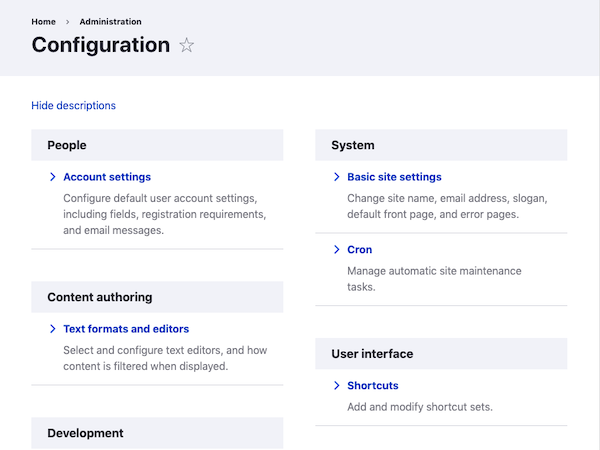 Home › Administration
Configuration
Hide descriptions
People
Account settings
Configure default user account settings,
including fields, registration requirements,
and email messages.
Content authoring
Text formats and editors
Select and configure text editors, and how
content is filtered when displayed.
Development
System
Basic site settings
Change site name, email address, slogan,
default front page, and error pages.
Cron
Manage automatic site maintenance
tasks.
User interface
Shortcuts
Add and modify shortcut sets.